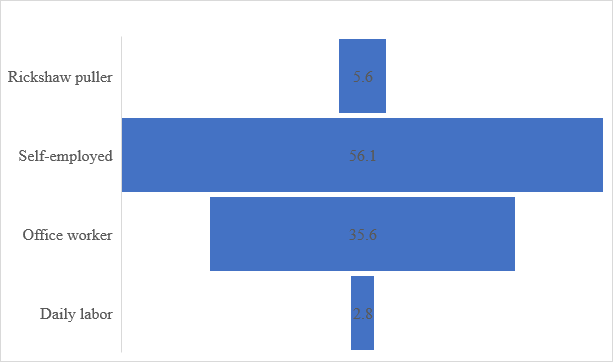 Rickshaw puller 5.6
Self-employed 56.1
Office worker 35.6
Daily labor 2.8